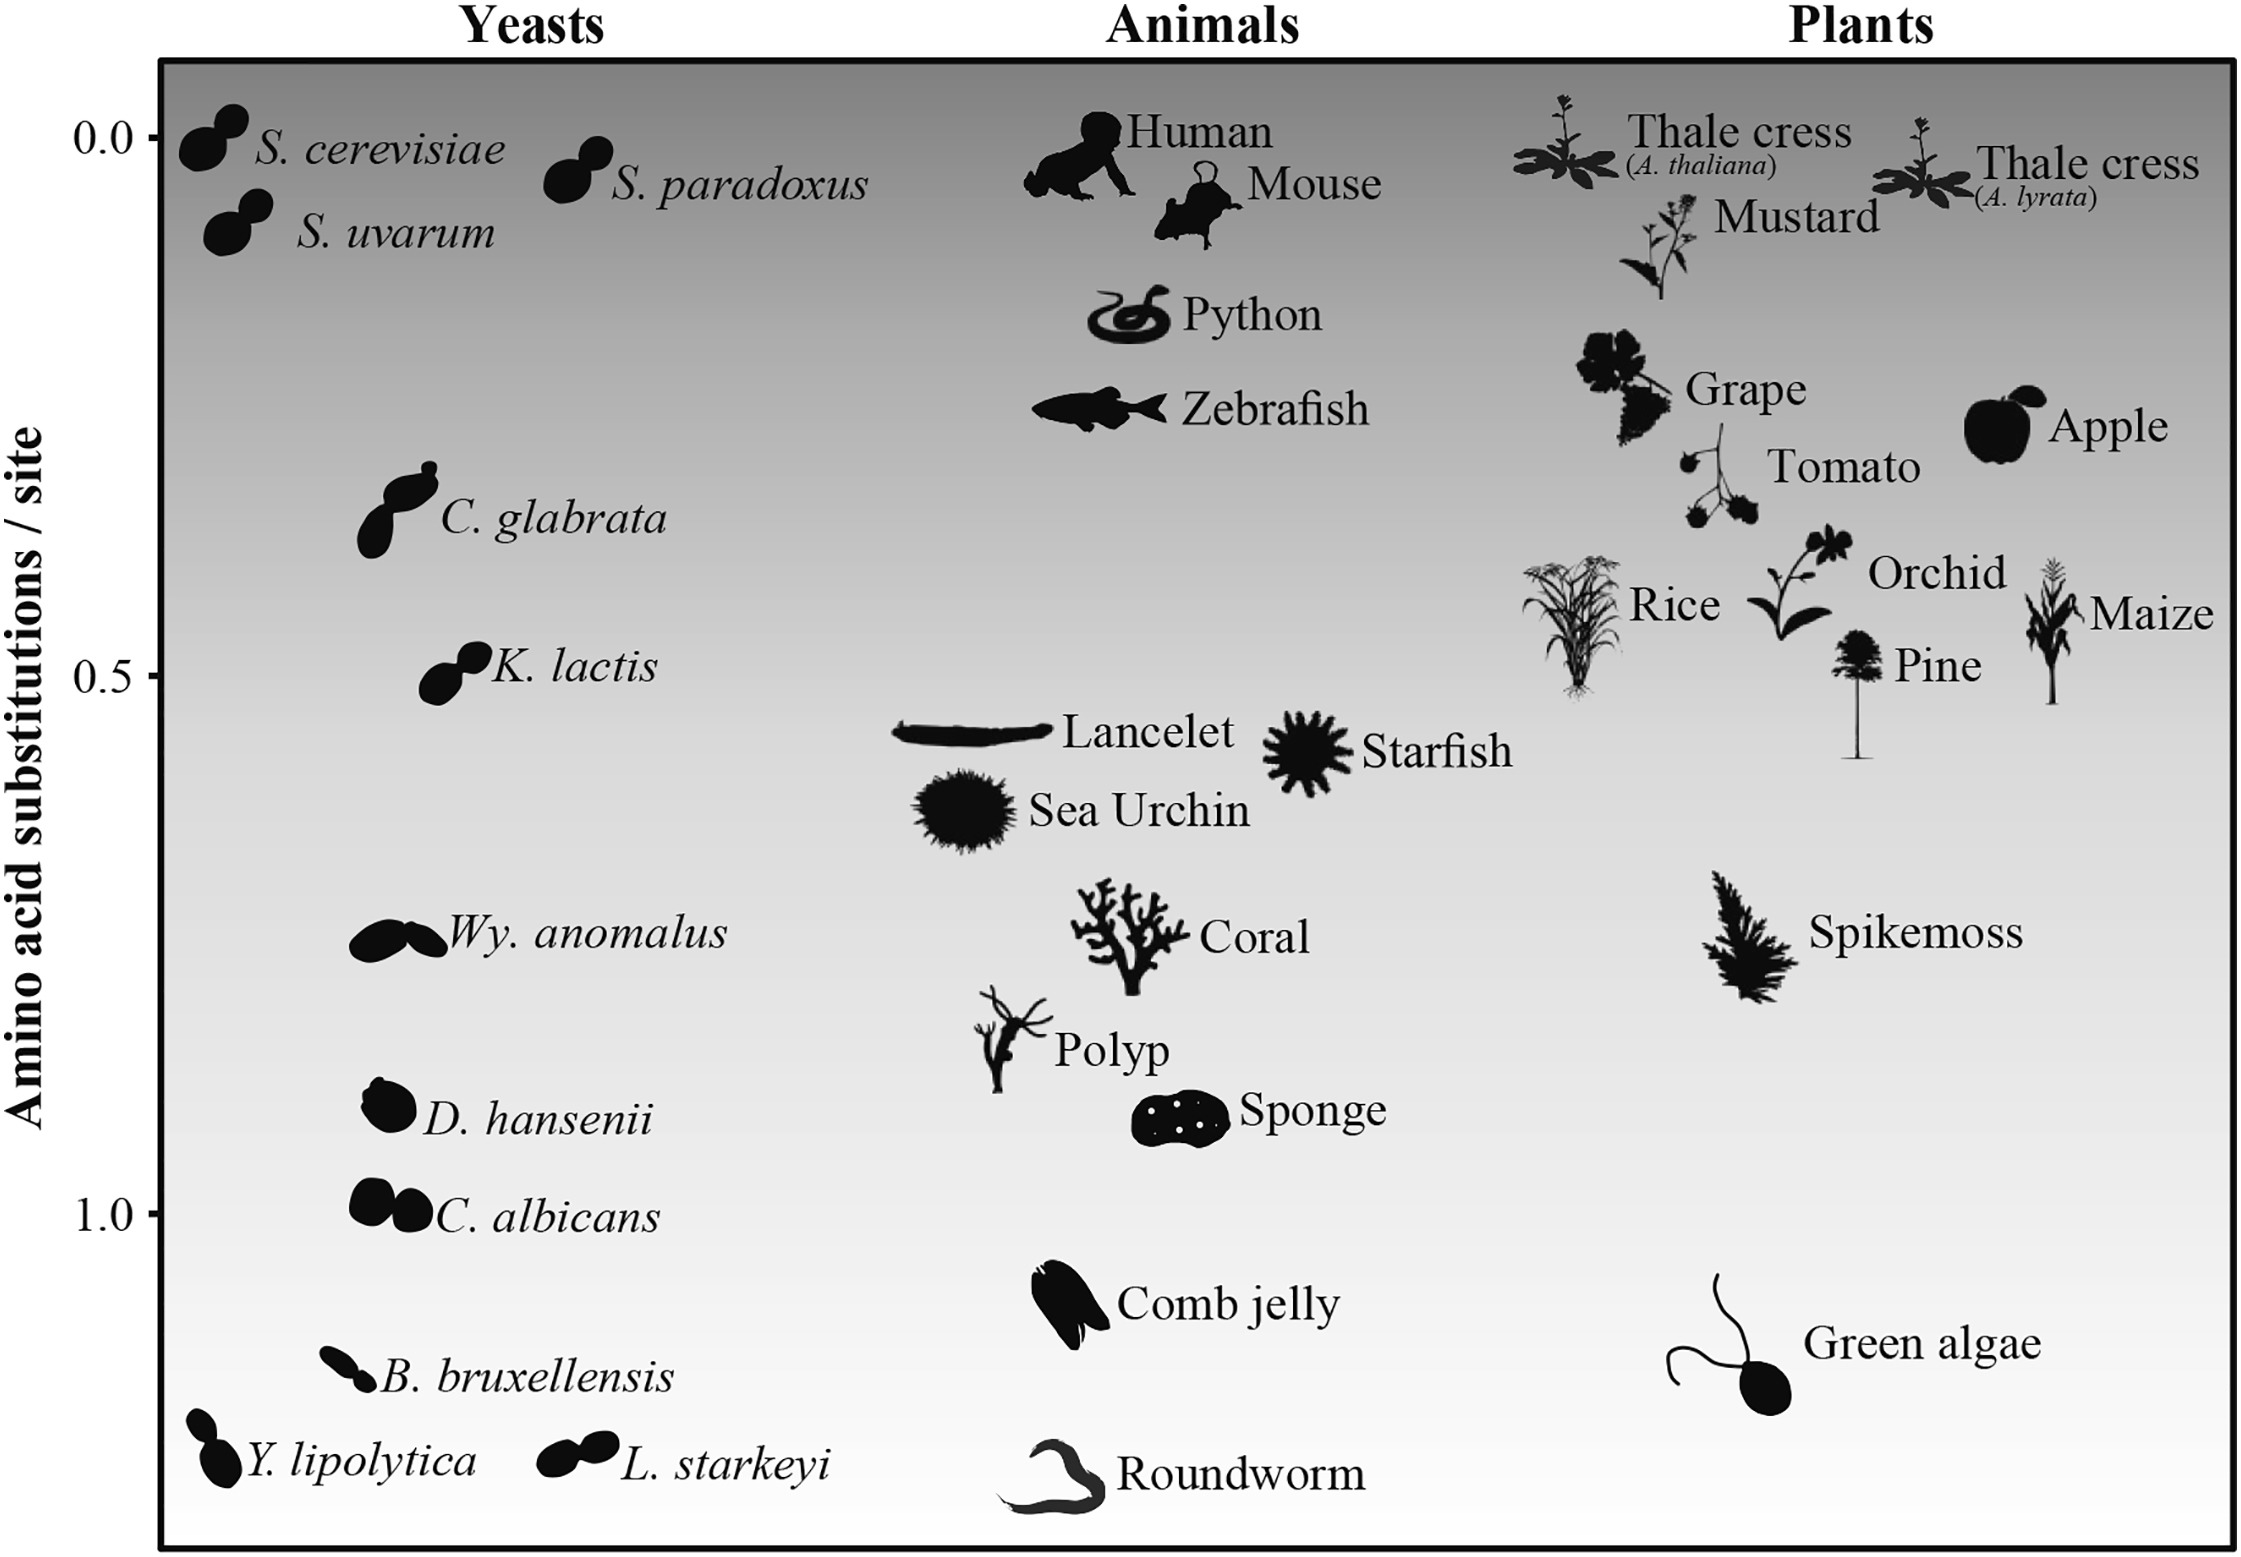 Yeasts Animals Plants
Amino acid substitutions / site
0.0
0.5
1.0
S. cerevisiae
S. paradoxus
S. uvarum
C. glabrata
K. lactis
Wy. anomalus
D. hansenii
C. albicans
B. bruxellensis
Y. lipolytica
L. starkeyi
Human
Mouse
Python
Zebrafish
Lancelet
Starfish
Sea Urchin
Coral
Polyp
Sponge
Comb jelly
Roundworm
Thale cress
(A. thaliana)
Thale cress
(A. lyrata)
Mustard
Grape
Apple
Tomato
Orchid
Rice
Maize
Pine
Spikemoss
Green algae